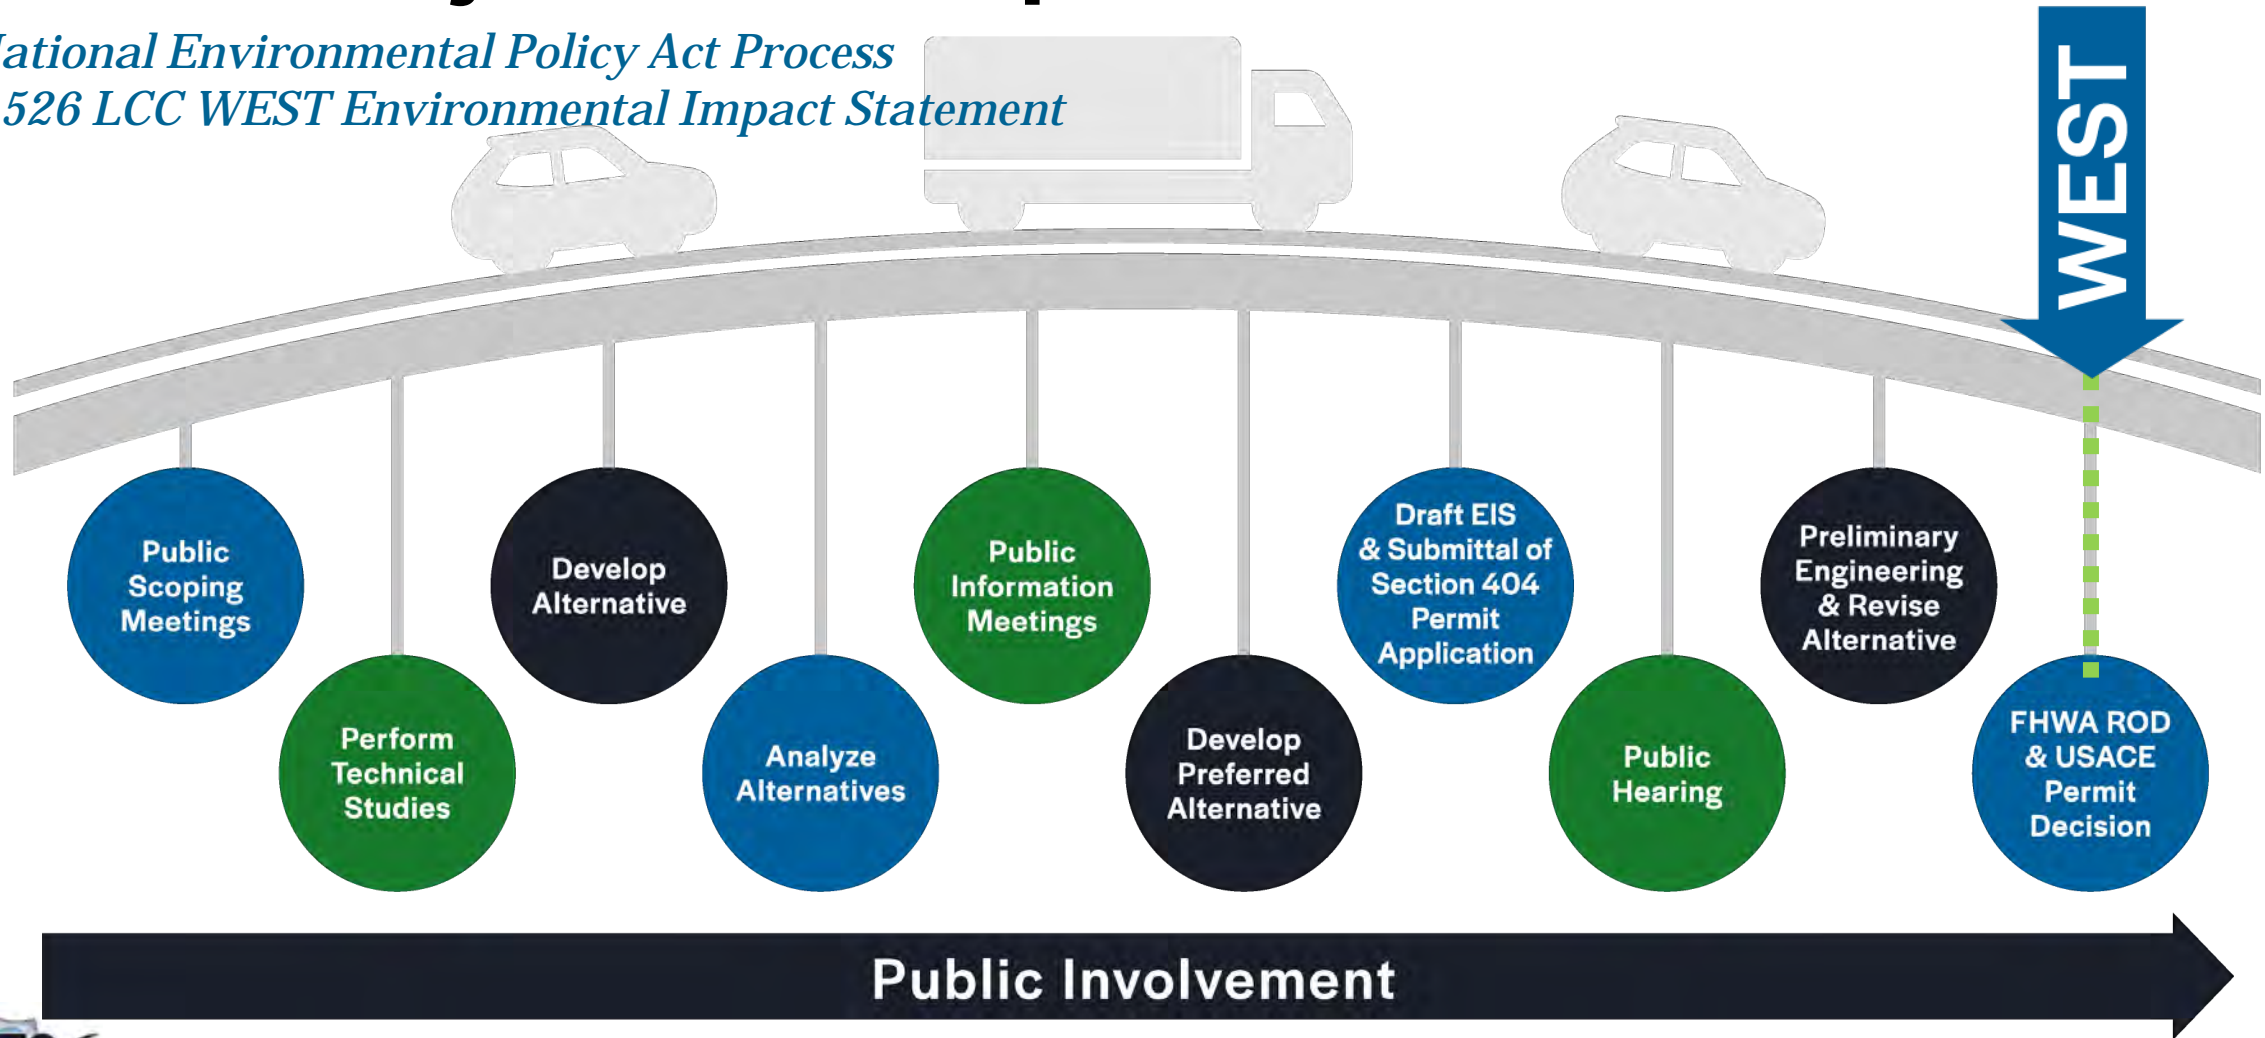 ational Environmental Policy Act Process
526 LCC WEST Environmental Impact Statement
WEST
Public
Scoping
Meetings
Perform
Technical
Studies
Develop
Alternative
Analyze
Alternatives
Public
Information
Meetings
Develop
Preferred
Alternative
Draft EIS
& Submittal of
Section 404
Permit
Application
Public
Hearing
Preliminary
Engineering
& Revise
Alternative
FHWA ROD
& USACE
Permit
Decision
Public Involvement